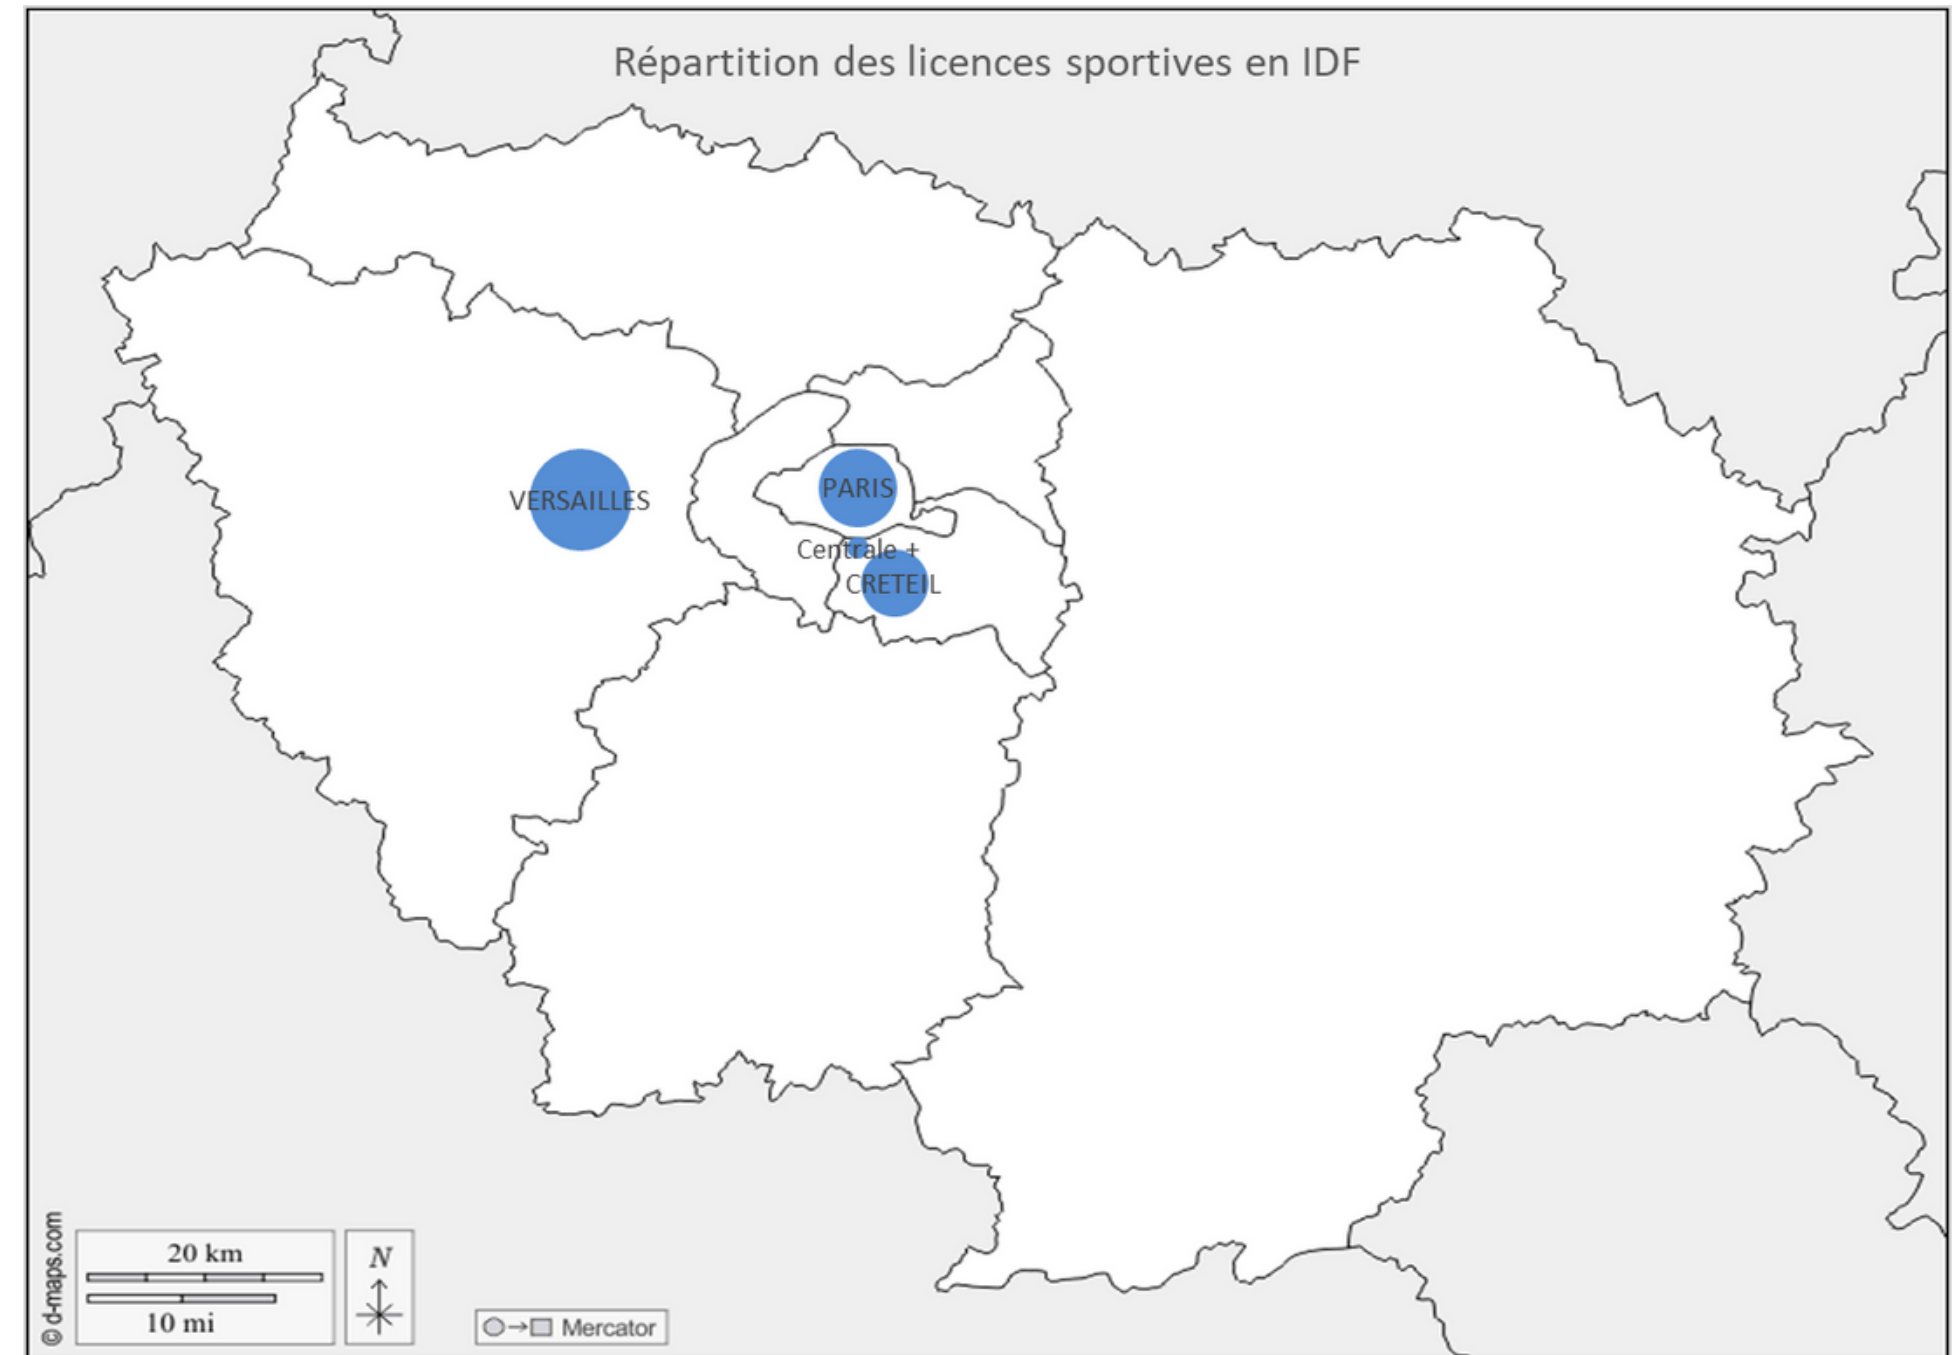 Répartition des licences sportives en IDF
VERSAILLES
PARIS
Centrale +
CRETEIL
© d-maps.com
20 km
10 mi
N
Mercator